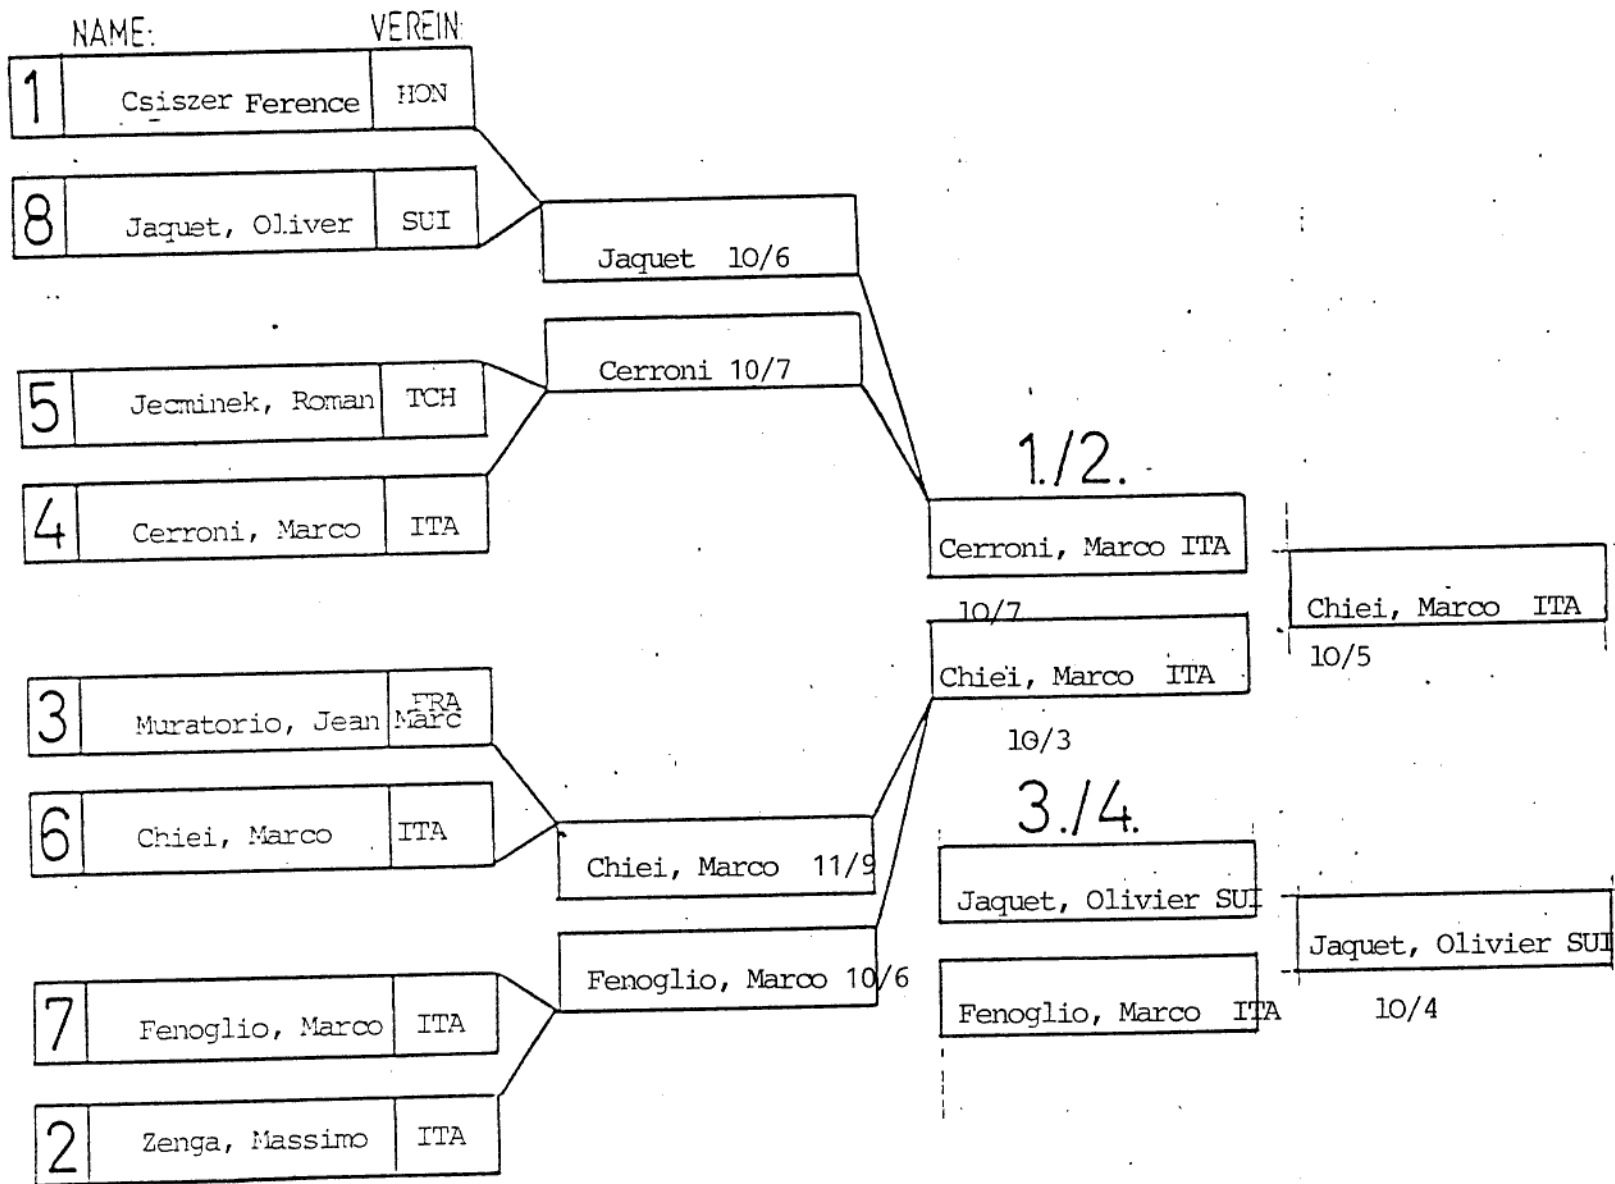 NAME: VEREIN:
1 Csiszer Ference HON
8 Jaquet, Oliver SUI
Jaquet 10/6
Cerroni 10/7
5 Jecminek, Roman TCH
4 Cerroni, Marco ITA
1./2.
Cerroni, Marco ITA
10/7
Chiei, Marco ITA
10/3
Chiei, Marco ITA
10/5
3 Muratorio, Jean Marc FRA
6 Chiei, Marco ITA
Chiei, Marco 11/9
Fenoglio, Marco 10/6
7 Fenoglio, Marco ITA
2 Zenga, Massimo ITA
3./4.
Jaquet, Olivier SUI
Fenoglio, Marco ITA
Jaquet, Olivier SUI
10/4